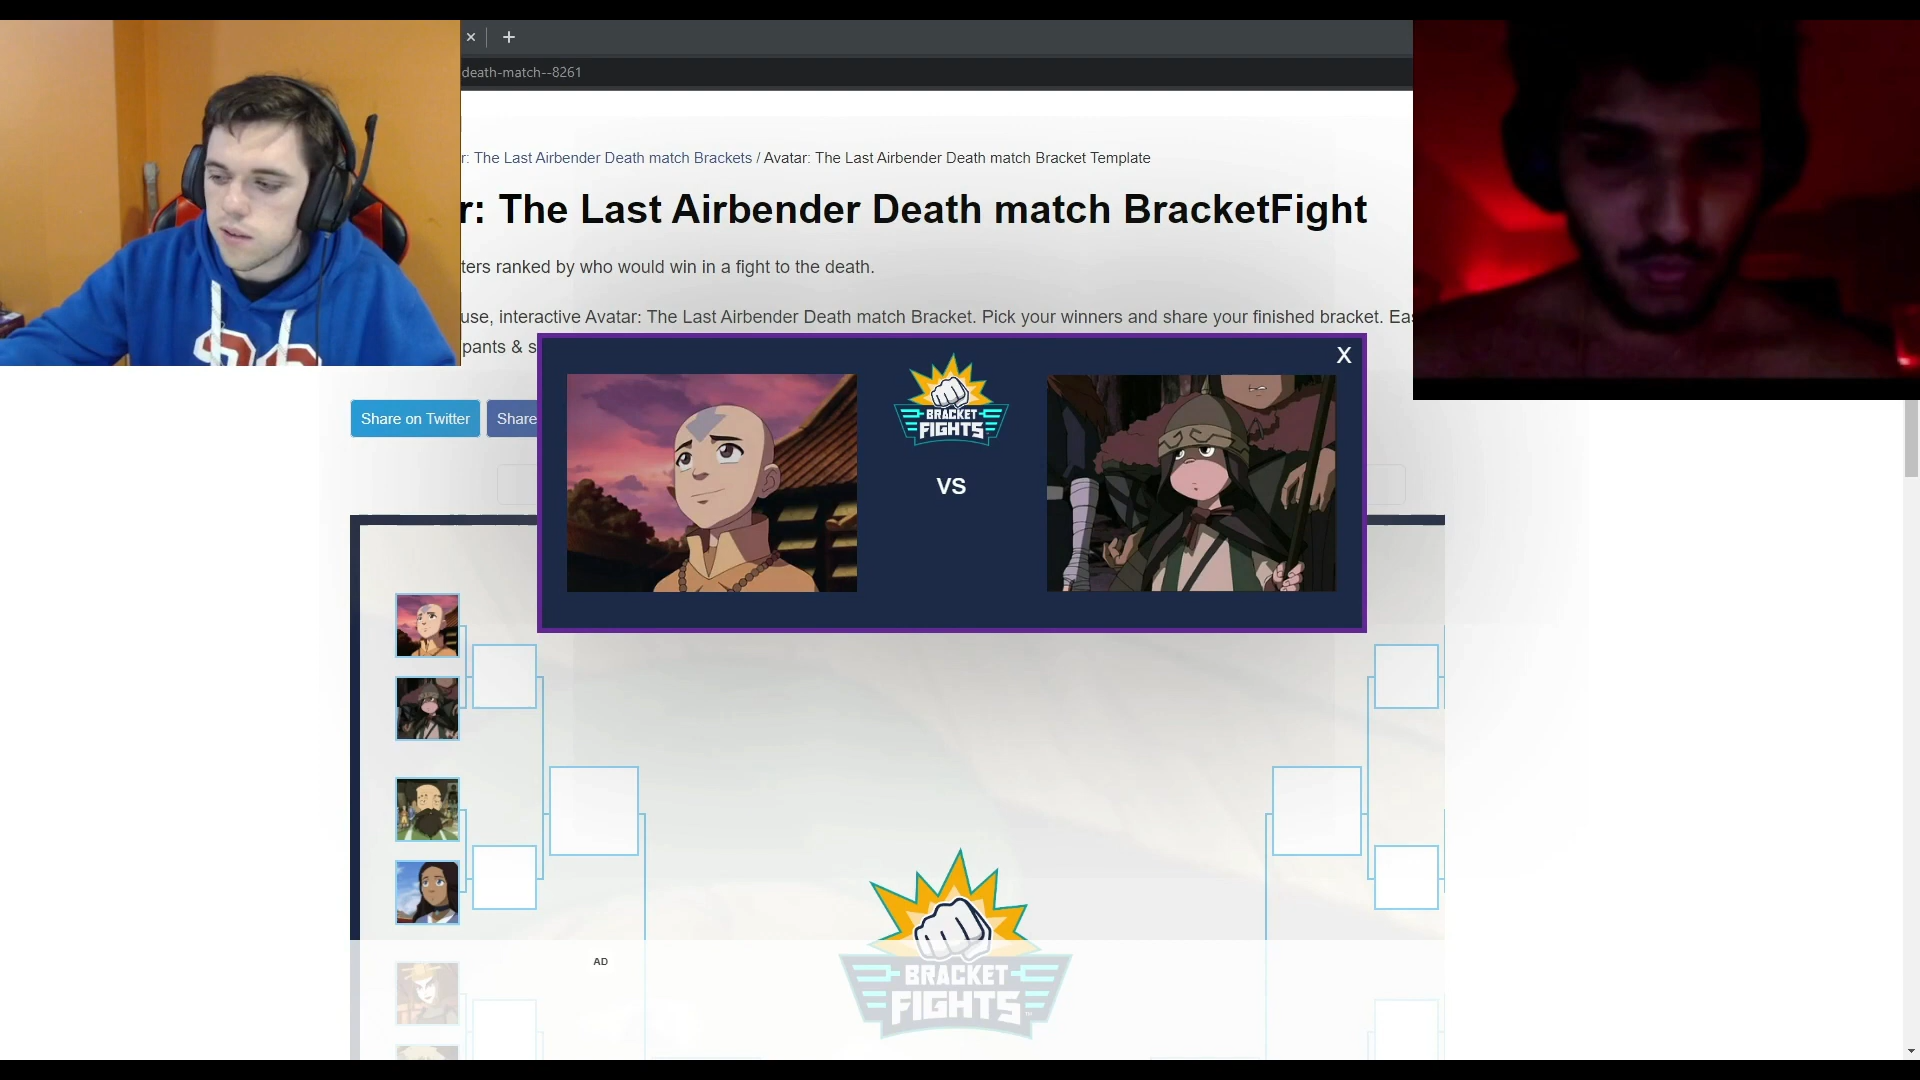 death-match--8261
r: The Last Airbender Death match Brackets / Avatar: The Last Airbender Death match Bracket Template
r: The Last Airbender Death match BracketFight
ters ranked by who would win in a fight to the death.
use, interactive Avatar: The Last Airbender Death match Bracket. Pick your winners and share your finished bracket. Eas
pants & s
X
BRACKET
FIGHTS
VS
Share on Twitter
Share
AD
BRACKET
FIGHTS